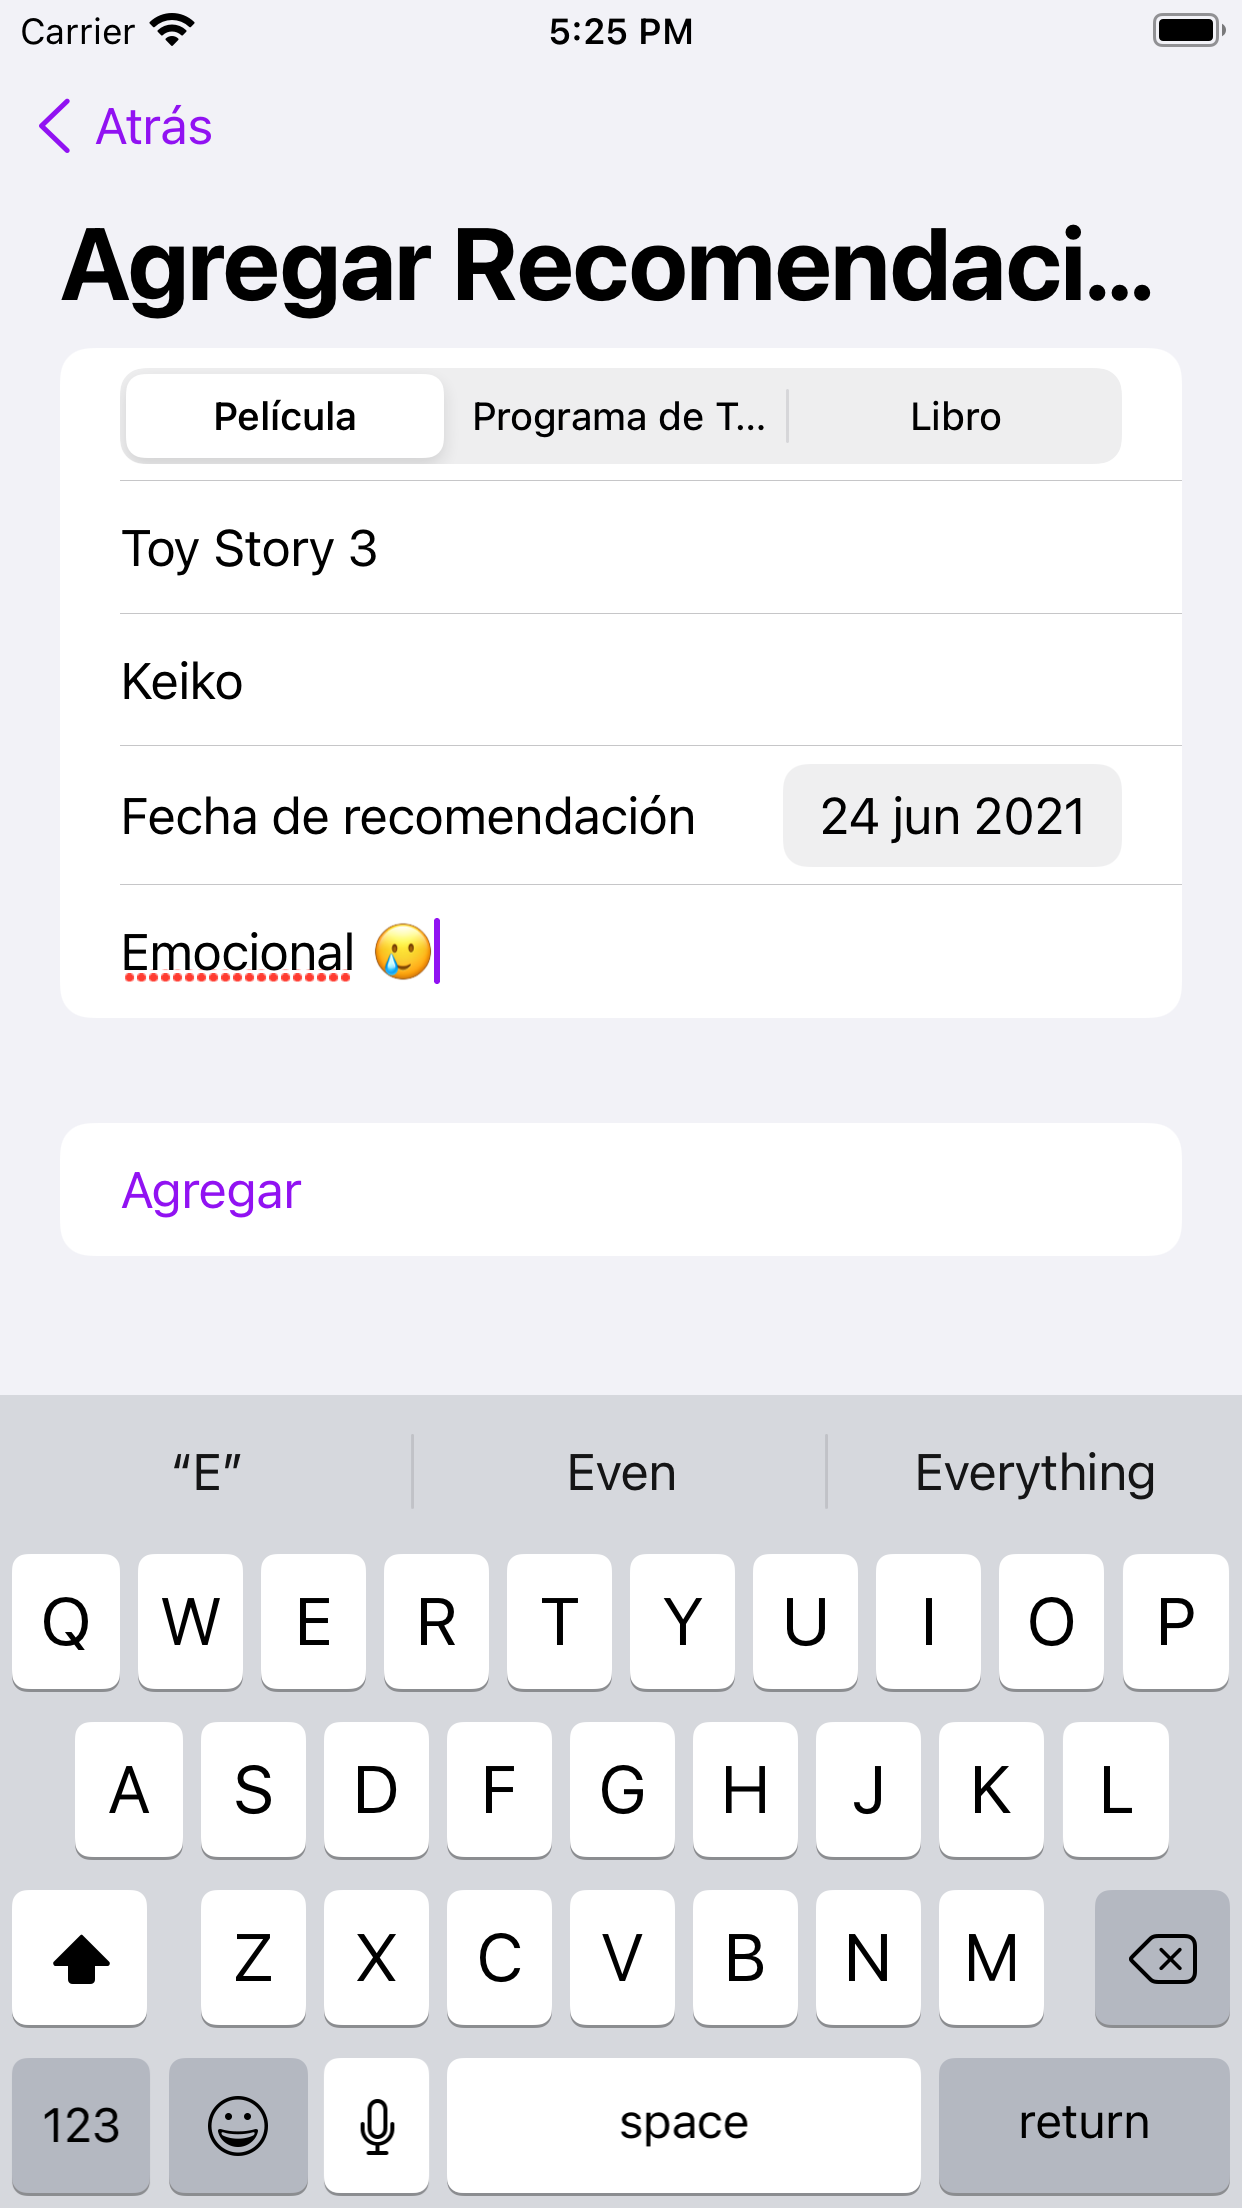 Carrier 5:25 PM
Atrás
Agregar Recomendaci...
Película Programa de T... Libro
Toy Story 3
Keiko
Fecha de recomendación 24 jun 2021
Emocional 🥲
Agregar
“E” Even Everything
Q W E R T Y U I O P
A S D F G H J K L
Z X C V B N M
123 space return